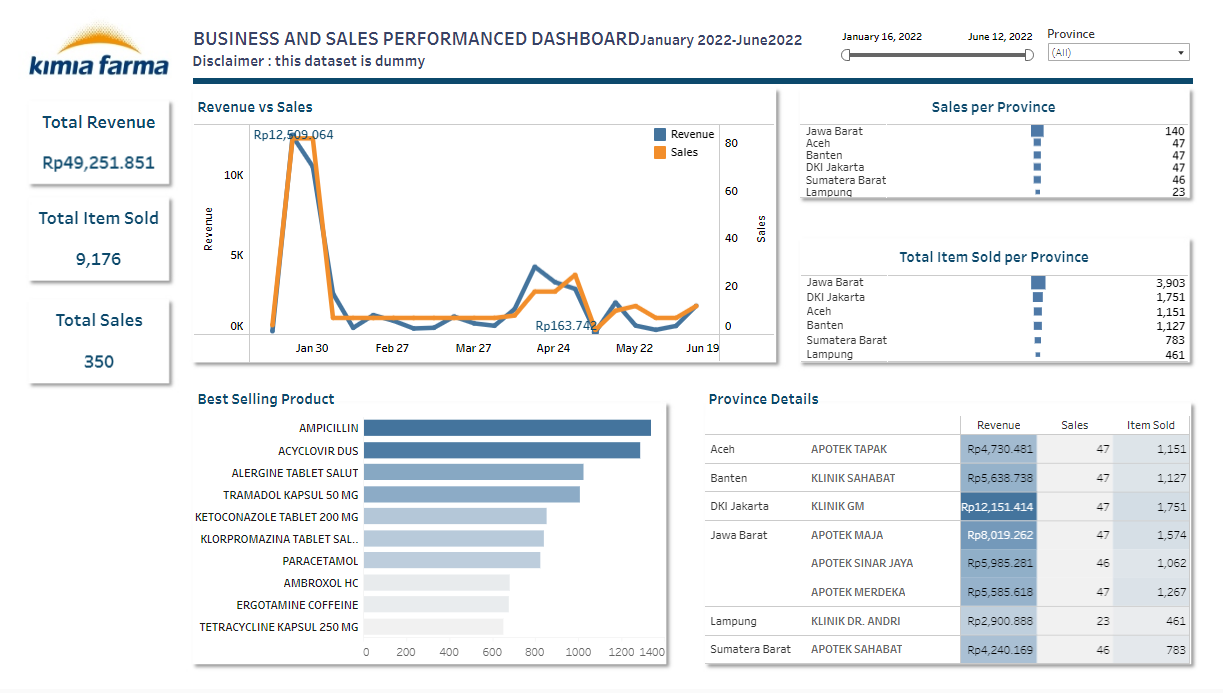 kimia farma
BUSINESS AND SALES PERFORMANCED DASHBOARDJanuary 2022-June2022
Disclaimer : this dataset is dummy
January 16, 2022 June 12, 2022
Province
(All)
Total Revenue
Rp49,251.851
Total Item Sold
9,176
Total Sales
350
Revenue vs Sales
Rp12,509.064
Revenue
Sales
10K
5K
0K
Revenue
80
60
40
20
0
Sales
Rp163.742
Jan 30 Feb 27 Mar 27 Apr 24 May 22 Jun 19
Sales per Province
Jawa Barat 140
Aceh 47
Banten 47
DKI Jakarta 47
Sumatera Barat 46
Lampung 23
Total Item Sold per Province
Jawa Barat 3,903
DKI Jakarta 1,751
Aceh 1,151
Banten 1,127
Sumatera Barat 783
Lampung 461
Best Selling Product
AMPICILLIN
ACYCLOVIR DUS
ALERGINE TABLET SALUT
TRAMADOL KAPSUL 50 MG
KETOCONAZOLE TABLET 200 MG
KLORPROMAZINA TABLET SAL..
PARACETAMOL
AMBROXOL HC
ERGOTAMINE COFFEINE
TETRACYCLINE KAPSUL 250 MG
0 200 400 600 800 1000 1200 1400
Province Details
Revenue Sales Item Sold
Aceh APOTEK TAPAK Rp4,730.481 47 1,151
Banten KLINIK SAHABAT Rp5,638.738 47 1,127
DKI Jakarta KLINIK GM Rp12,151.414 47 1,751
Jawa Barat APOTEK MAJA Rp8,019.262 47 1,574
APOTEK SINAR JAYA Rp5,985.281 46 1,062
APOTEK MERDEKA Rp5,585.618 47 1,267
Lampung KLINIK DR. ANDRI Rp2,900.888 23 461
Sumatera Barat APOTEK SAHABAT Rp4,240.169 46 783